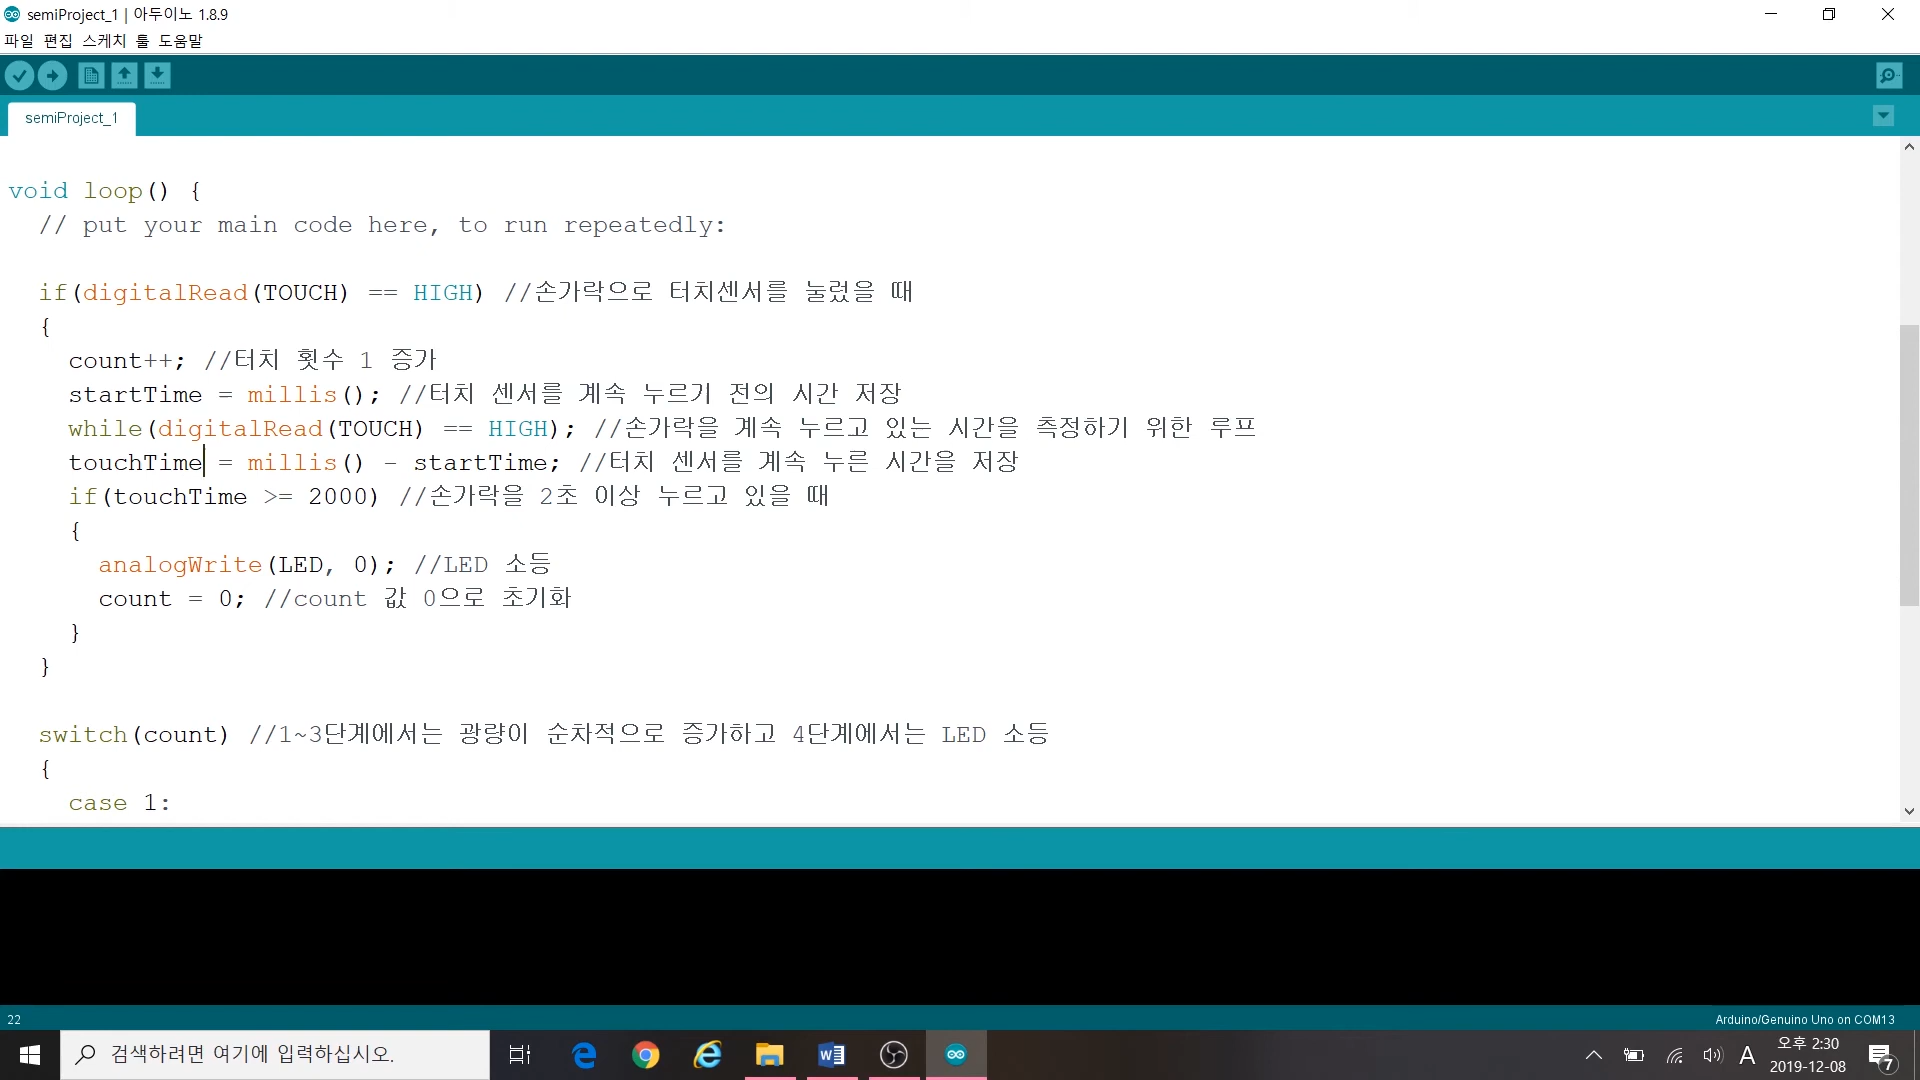 semiProject_1 | 아두이노 1.8.9
파일 편집 스케치 툴 도움말
semiProject_1
void loop() {
// put your main code here, to run repeatedly:
if(digitalRead(TOUCH) == HIGH) //손가락으로 터치센서를 눌렀을 때
{
count++; //터치 횟수 1 증가
startTime = millis(); //터치 센서를 계속 누르기 전의 시간 저장
while(digitalRead(TOUCH) == HIGH); //손가락을 계속 누르고 있는 시간을 측정하기 위한 루프
touchTime = millis() - startTime; //터치 센서를 계속 누른 시간을 저장
if(touchTime >= 2000) //손가락을 2초 이상 누르고 있을 때
{
analogWrite(LED, 0); //LED 소등
count = 0; //count 값 0으로 초기화
}
}
switch(count) //1~3단계에서는 광량이 순차적으로 증가하고 4단계에서는 LED 소등
{
case 1:
22
Arduino/Genuino Uno on COM13
검색하려면 여기에 입력하십시오.
A
오후 2:30
2019-12-08
7